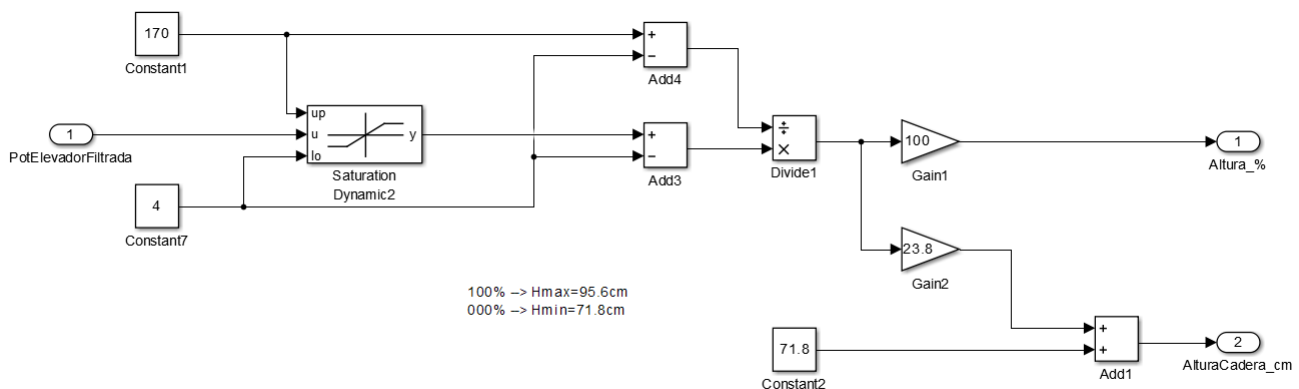 170
Constant1
+
−
Add4
1
PotElevadorFiltrada
up
u
lo
y
Saturation
Dynamic2
+
−
Add3
÷
×
Divide1
100
Gain1
1
Altura_%
4
Constant7
23.8
Gain2
100% --> Hmax=95.6cm
000% --> Hmin=71.8cm
71.8
Constant2
+
+
Add1
2
AlturaCadera_cm